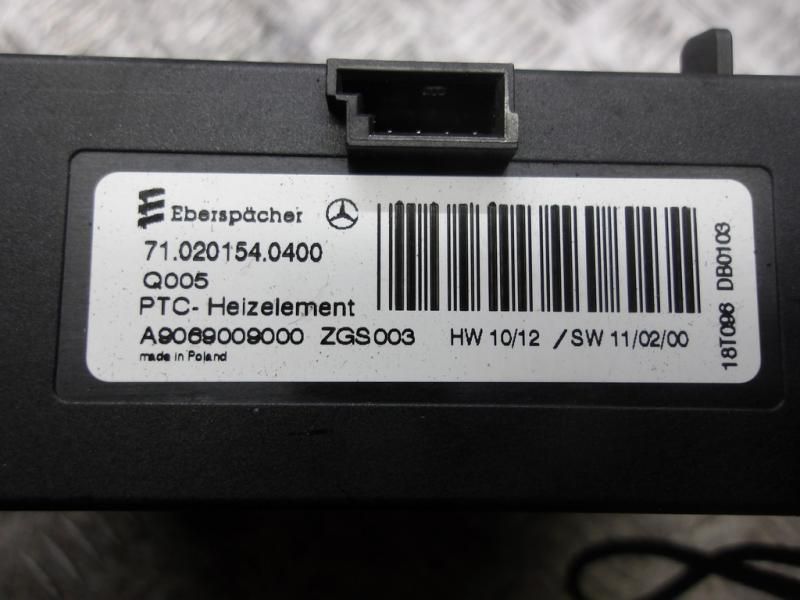 Eberspächer
71.020154.0400
Q005
PTC- Heizelement
A9069009000 ZGS003 HW 10/12 / SW 11/02/00
made in Poland
18T096 DB0103